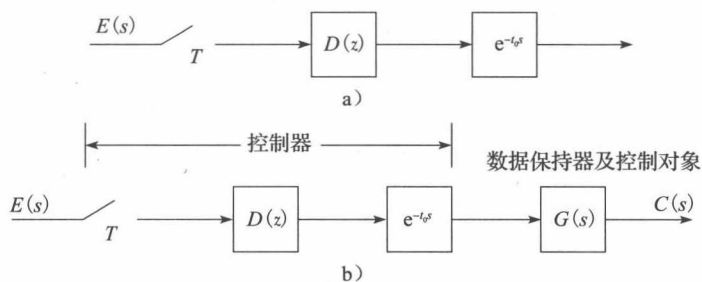 E(s) T D(z) e^{-t_0 s}
a）
控制器
数据保持器及控制对象
E(s) T D(z) e^{-t_0 s} G(s) C(s)
b）